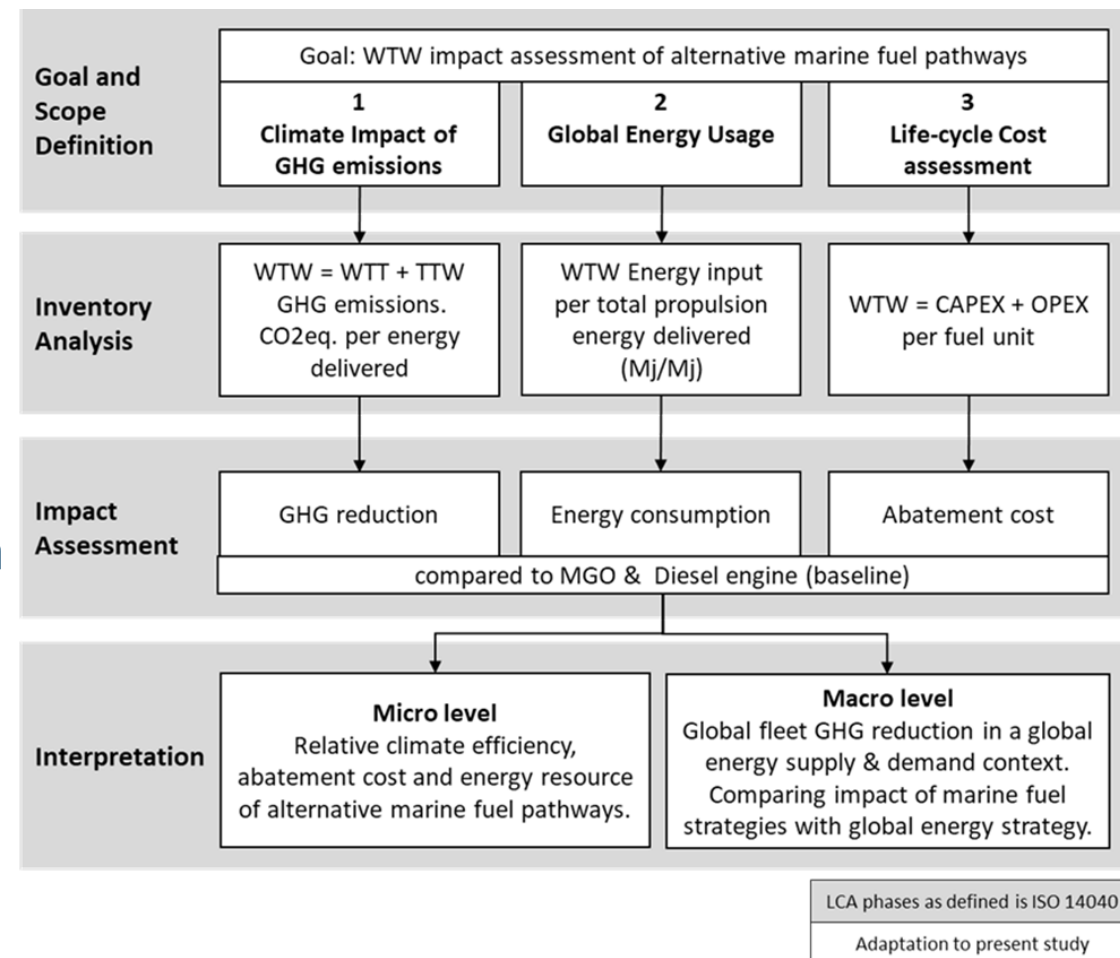 Goal and
Scope
Definition
Goal: WTW impact assessment of alternative marine fuel pathways
1
Climate Impact of
GHG emissions
2
Global Energy Usage
3
Life-cycle Cost
assessment
Inventory
Analysis
WTW = WTT + TTW
GHG emissions.
CO2eq. per energy
delivered
WTW Energy input
per total propulsion
energy delivered
(Mj/Mj)
WTW = CAPEX + OPEX
per fuel unit
Impact
Assessment
GHG reduction
Energy consumption
Abatement cost
compared to MGO & Diesel engine (baseline)
Interpretation
Micro level
Relative climate efficiency,
abatement cost and energy resource
of alternative marine fuel pathways.
Macro level
Global fleet GHG reduction in a global
energy supply & demand context.
Comparing impact of marine fuel
strategies with global energy strategy.
LCA phases as defined is ISO 14040
Adaptation to present study